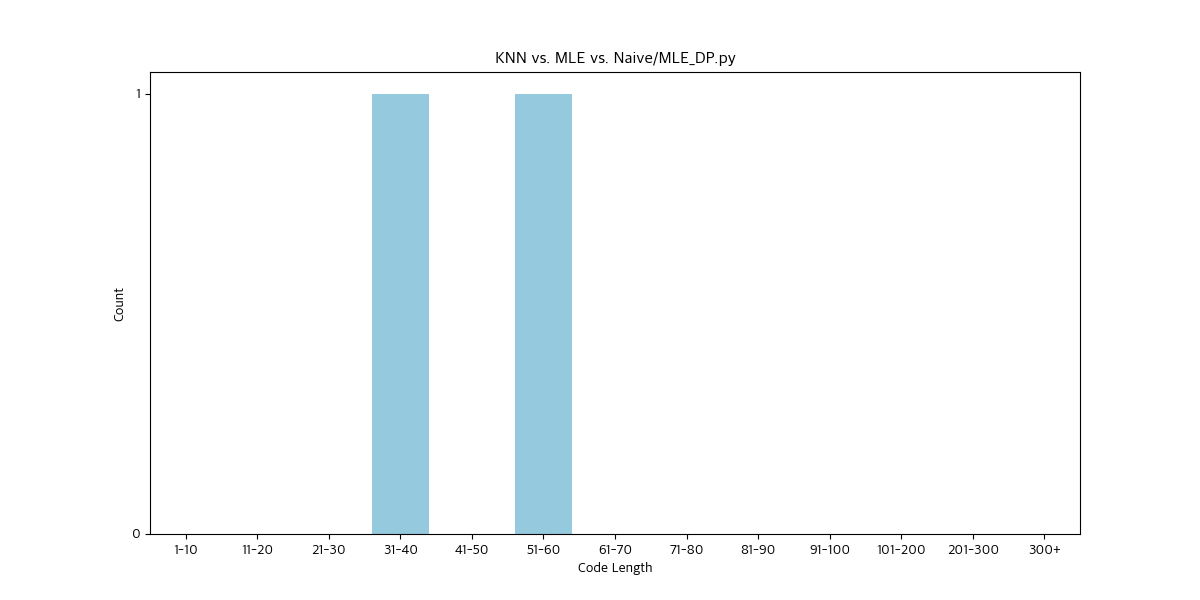 KNN vs. MLE vs. Naive/MLE_DP.py
1
Count
0
1-10 11-20 21-30 31-40 41-50 51-60 61-70 71-80 81-90 91-100 101-200 201-300 300+
Code Length